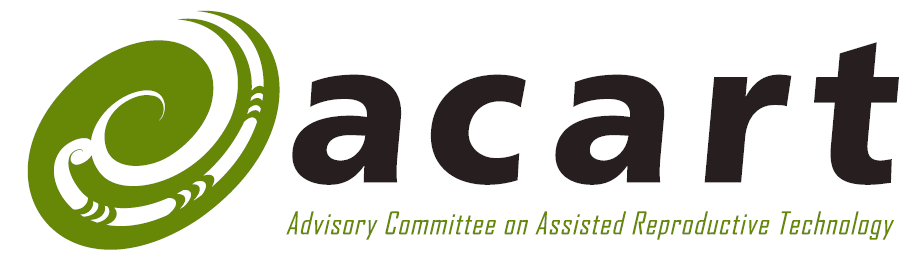 acart
Advisory Committee on Assisted Reproductive Technology